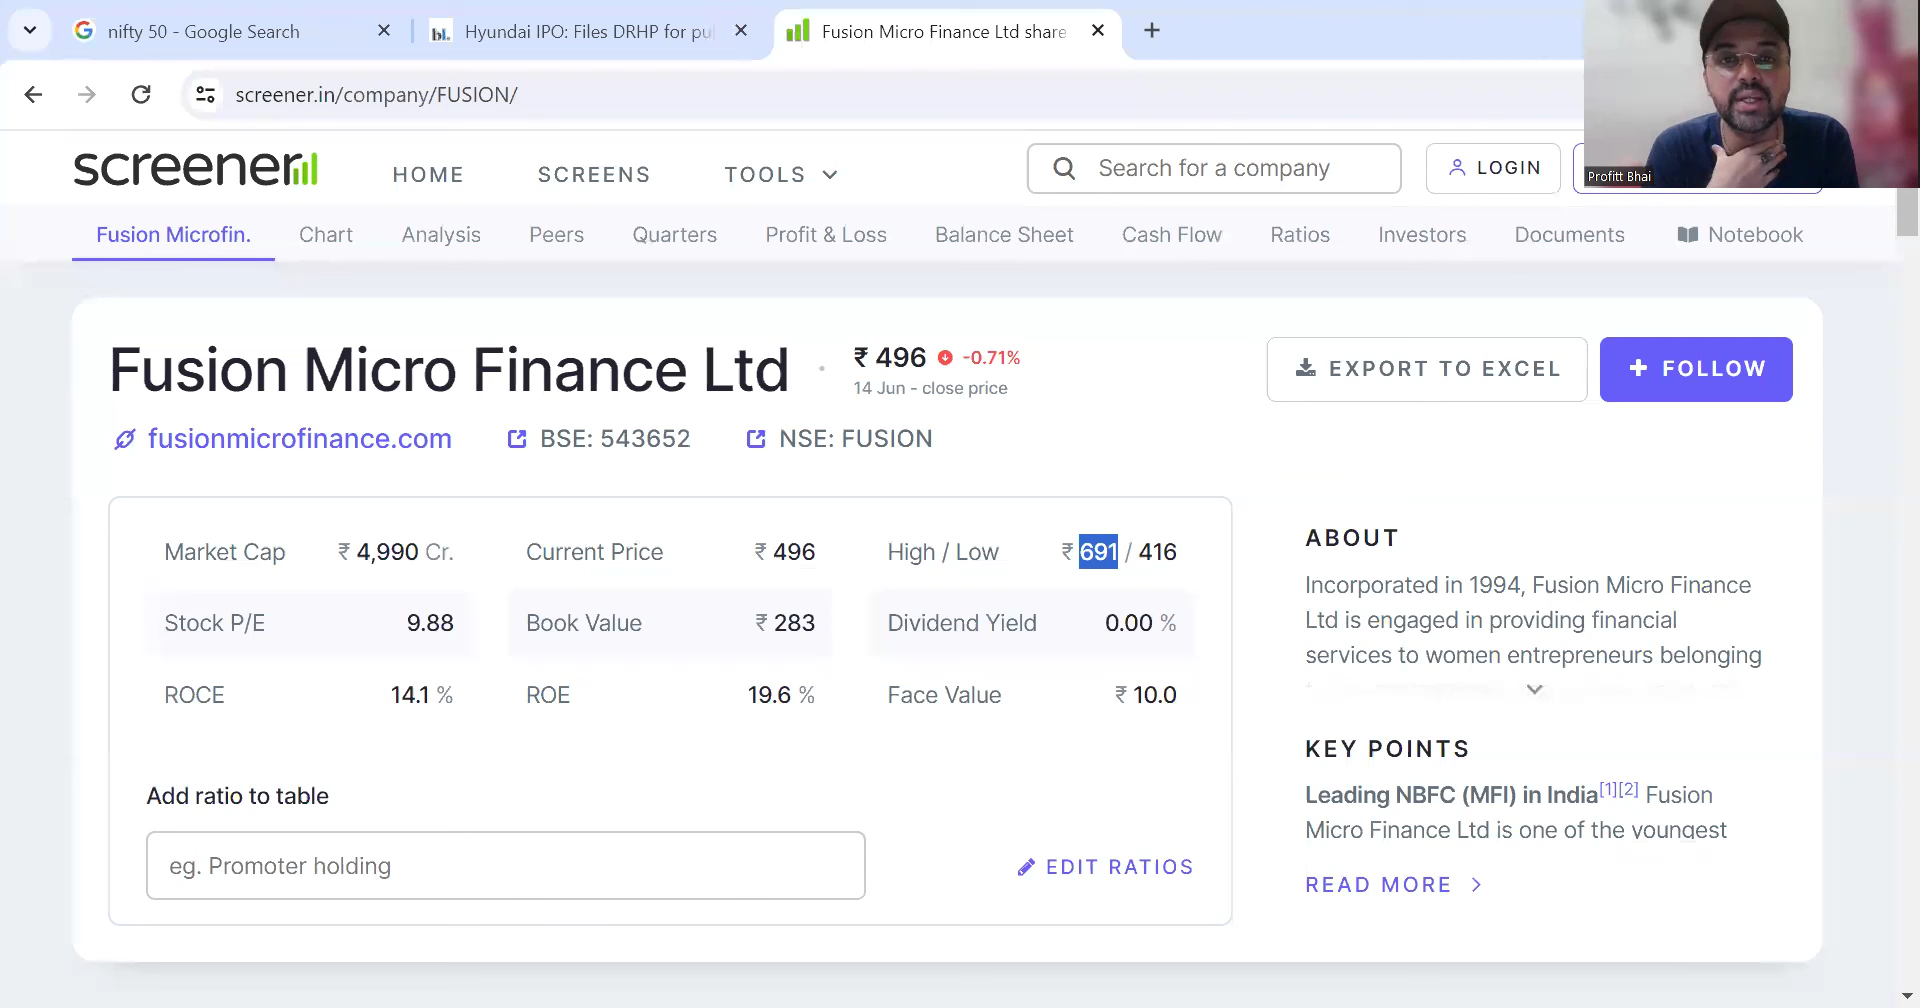 nifty 50 - Google Search
bl. Hyundai IPO: Files DRHP for pu
Fusion Micro Finance Ltd share
screener.in/company/FUSION/
Profitt Bhai
screener
HOME
SCREENS
TOOLS
Search for a company
LOGIN
Fusion Microfin.
Chart
Analysis
Peers
Quarters
Profit & Loss
Balance Sheet
Cash Flow
Ratios
Investors
Documents
Notebook
Fusion Micro Finance Ltd
₹ 496 -0.71%
14 Jun - close price
EXPORT TO EXCEL
+ FOLLOW
fusionmicrofinance.com
BSE: 543652
NSE: FUSION
Market Cap ₹ 4,990 Cr.
Current Price ₹ 496
High / Low ₹ 691 / 416
Stock P/E 9.88
Book Value ₹ 283
Dividend Yield 0.00 %
ROCE 14.1 %
ROE 19.6 %
Face Value ₹ 10.0
Add ratio to table
eg. Promoter holding
EDIT RATIOS
ABOUT
Incorporated in 1994, Fusion Micro Finance
Ltd is engaged in providing financial
services to women entrepreneurs belonging
KEY POINTS
Leading NBFC (MFI) in India[1][2] Fusion
Micro Finance Ltd is one of the youngest
READ MORE